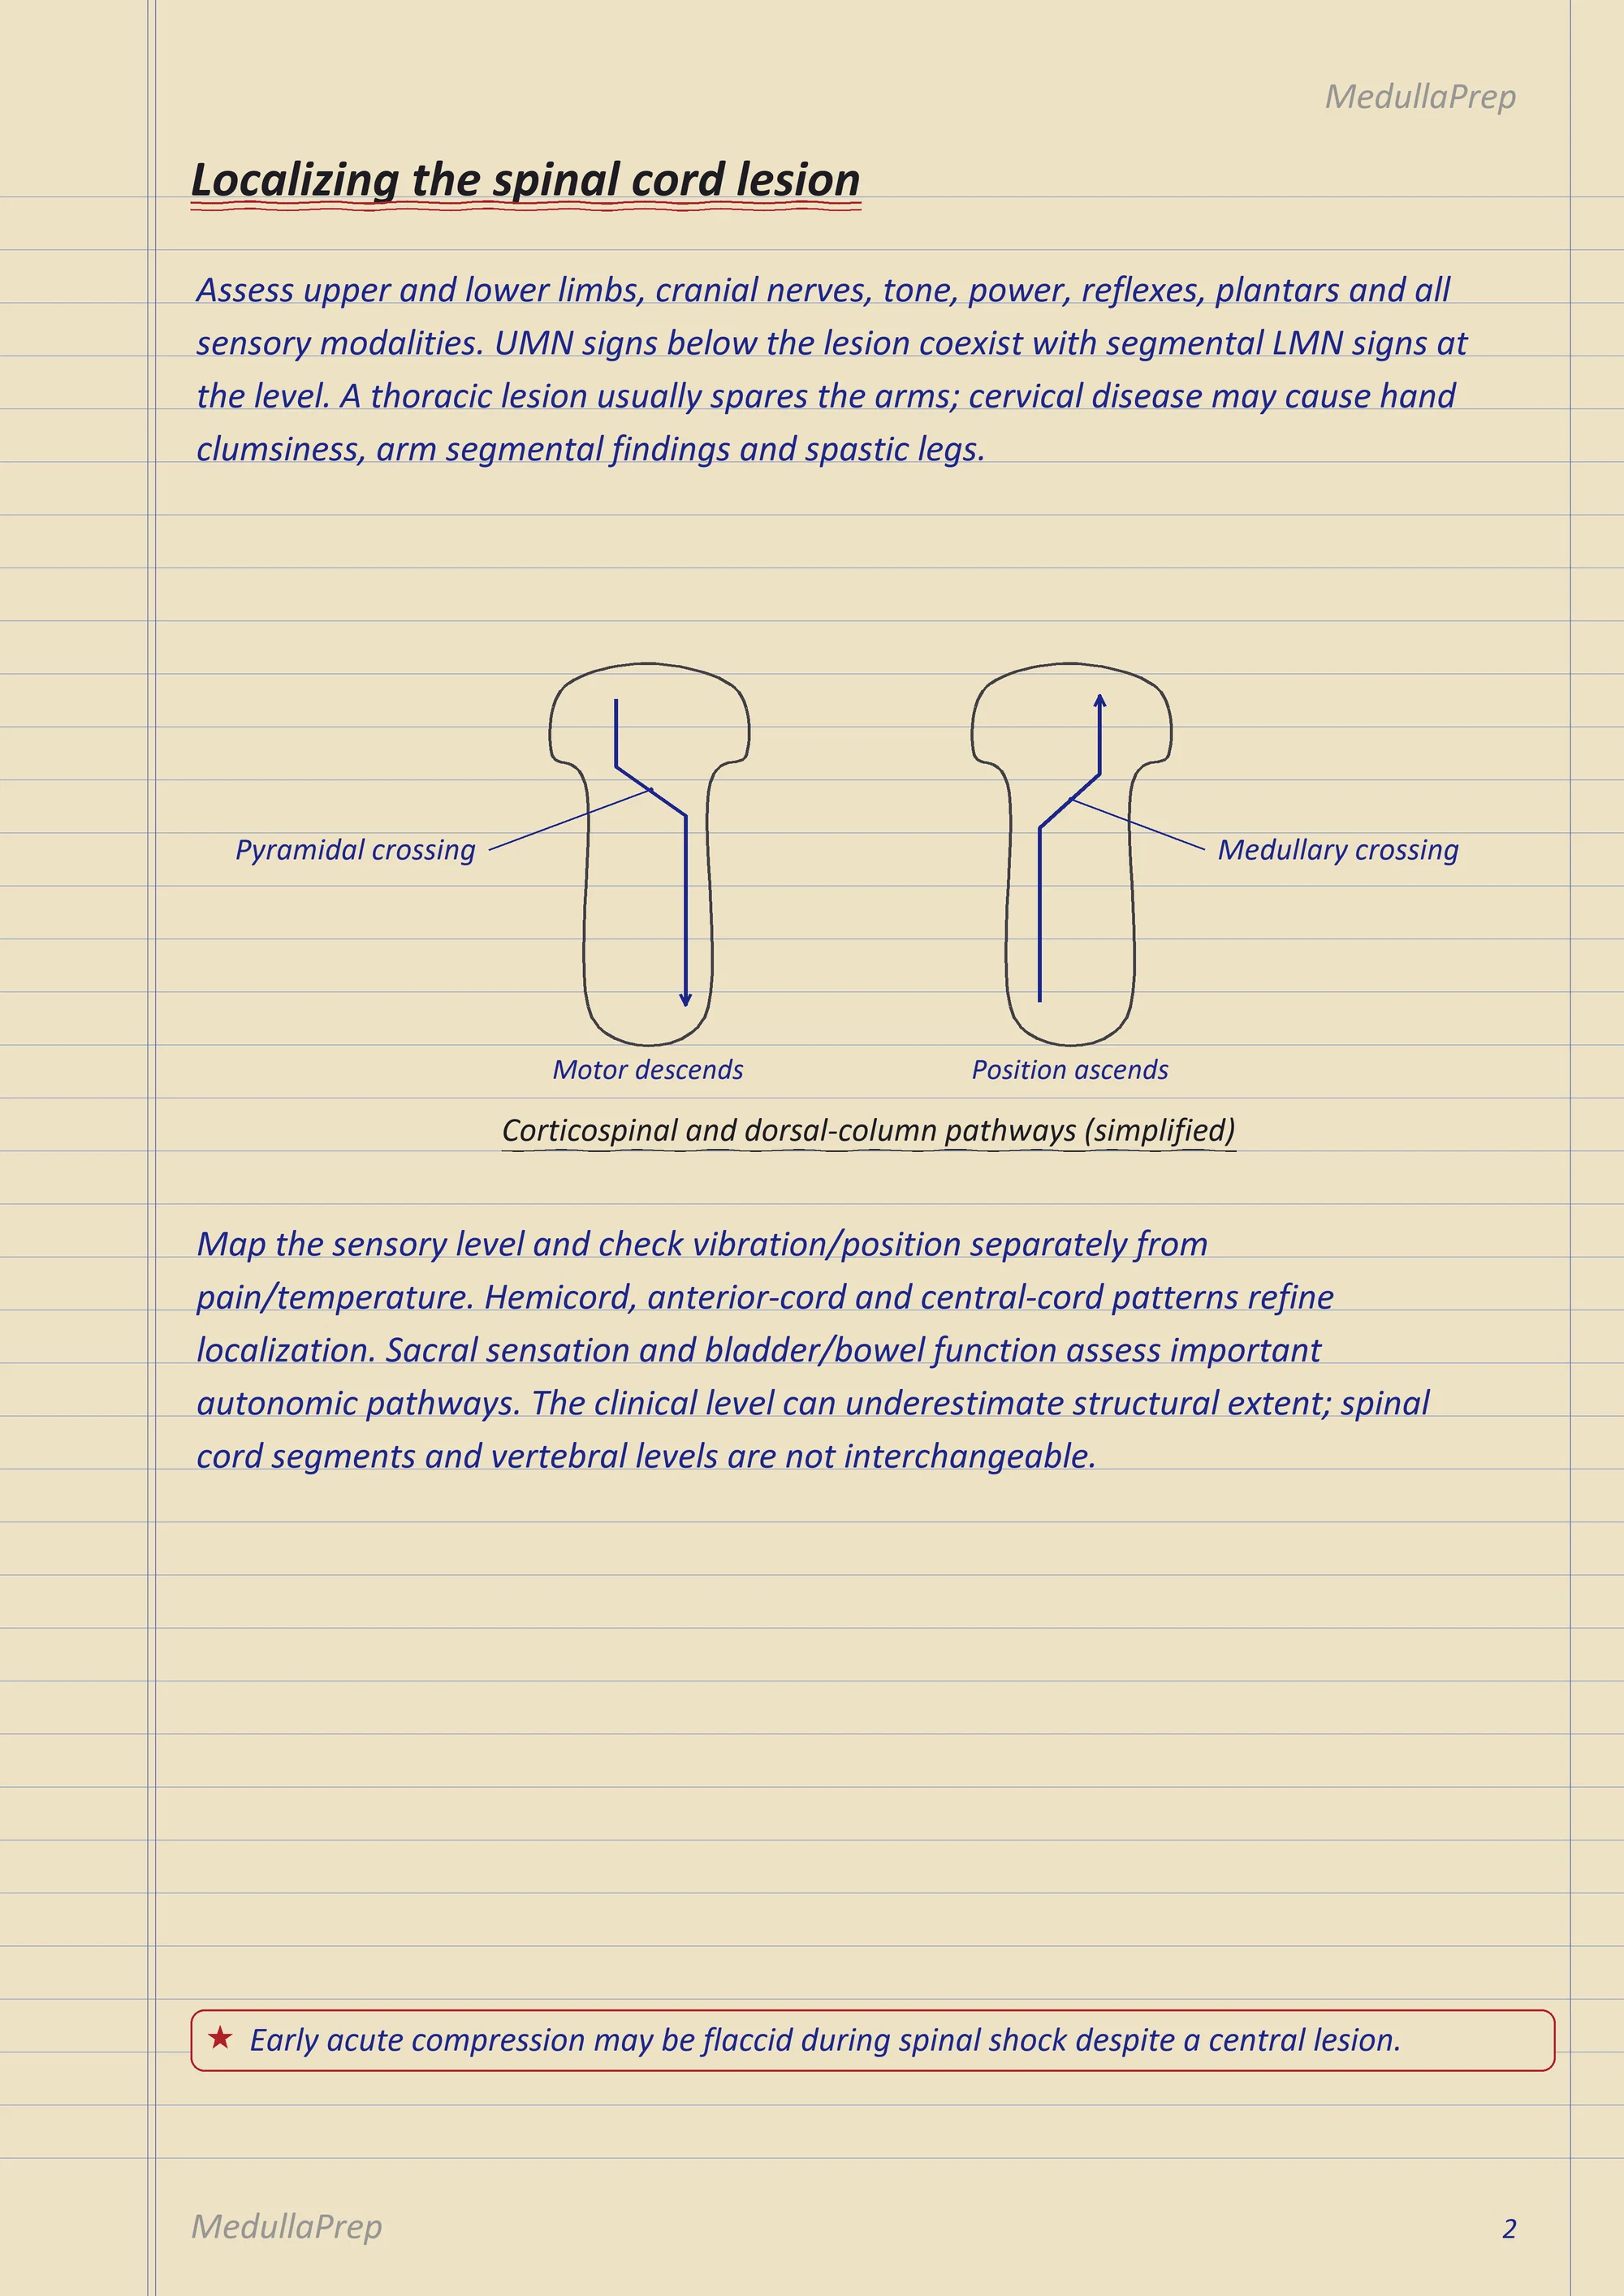 MedullaPrep
Localizing the spinal cord lesion
Assess upper and lower limbs, cranial nerves, tone, power, reflexes, plantars and all
sensory modalities. UMN signs below the lesion coexist with segmental LMN signs at
the level. A thoracic lesion usually spares the arms; cervical disease may cause hand
clumsiness, arm segmental findings and spastic legs.
Pyramidal crossing
Medullary crossing
Motor descends
Position ascends
Corticospinal and dorsal-column pathways (simplified)
Map the sensory level and check vibration/position separately from
pain/temperature. Hemicord, anterior-cord and central-cord patterns refine
localization. Sacral sensation and bladder/bowel function assess important
autonomic pathways. The clinical level can underestimate structural extent; spinal
cord segments and vertebral levels are not interchangeable.
★ Early acute compression may be flaccid during spinal shock despite a central lesion.
MedullaPrep
2